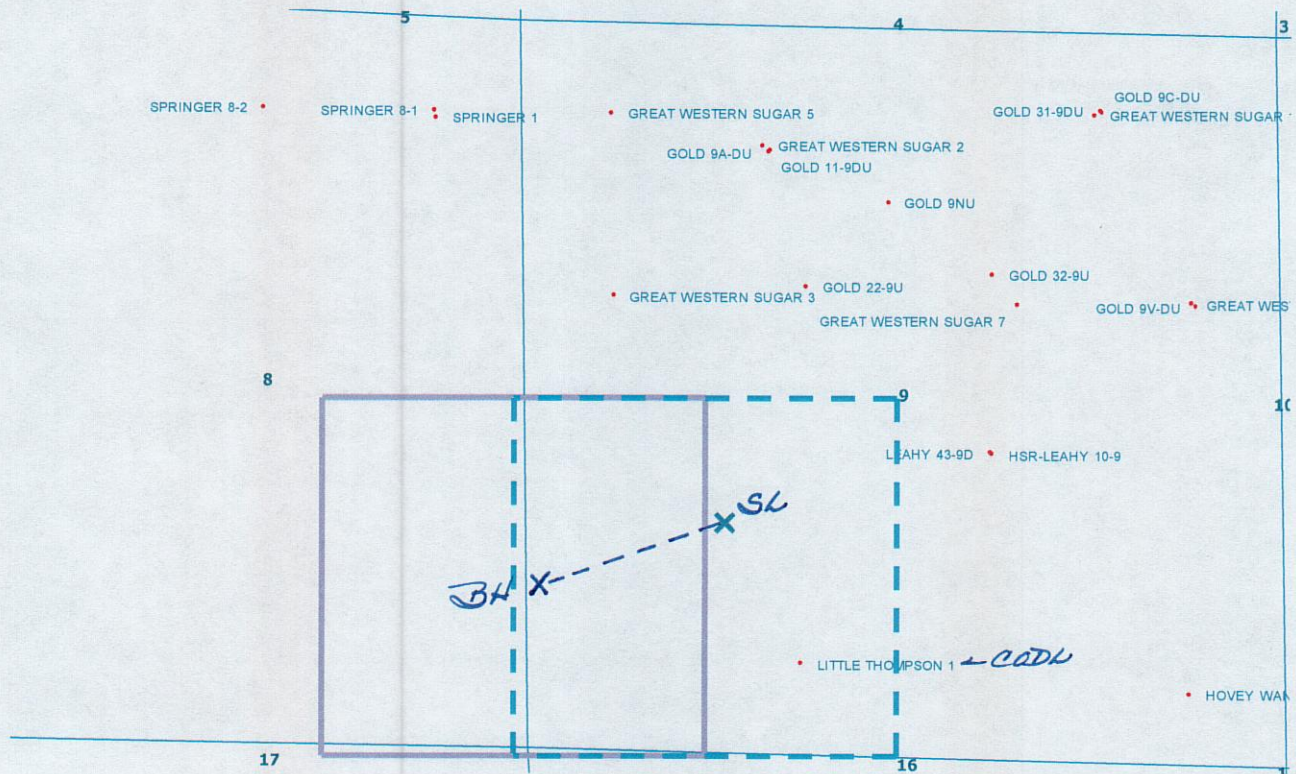 5
4
3
SPRINGER 8-2
SPRINGER 8-1
SPRINGER 1
GREAT WESTERN SUGAR 5
GOLD 31-9DU
GOLD 9C-DU
GREAT WESTERN SUGAR
GOLD 9A-DU
GREAT WESTERN SUGAR 2
GOLD 11-9DU
GOLD 9NU
GREAT WESTERN SUGAR 3
GOLD 22-9U
GOLD 32-9U
GREAT WESTERN SUGAR 7
GOLD 9V-DU
GREAT WES
8
9
10
LEAHY 43-9D
HSR-LEAHY 10-9
SL
BH
LITTLE THOMPSON 1
HOVEY WAN
17
16